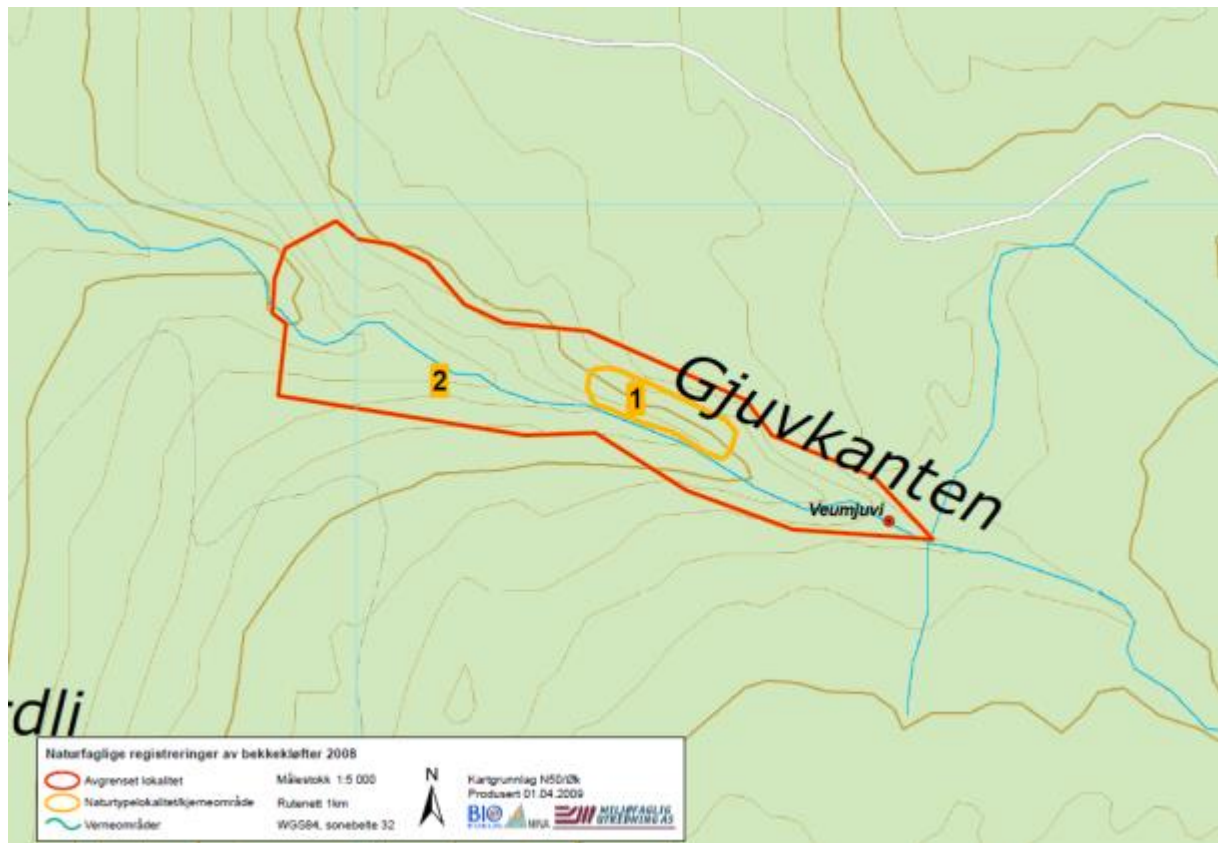 2
1
Gjuvkanten
Veumjuvi
rdli
Naturfaglige registreringer av bekkekløfter 2008
Avgrenset lokalitet
Naturtypelokalitet/kjerneområde
Verneområder
Målestokk 1:5 000
Rutenett 1km
WGS84, sonebelte 32
N
Kartgrunnlag N50/Øk
Produsert 01.04.2009
BIO
NINA
MILJØFAGLIG
UTREDNING AS